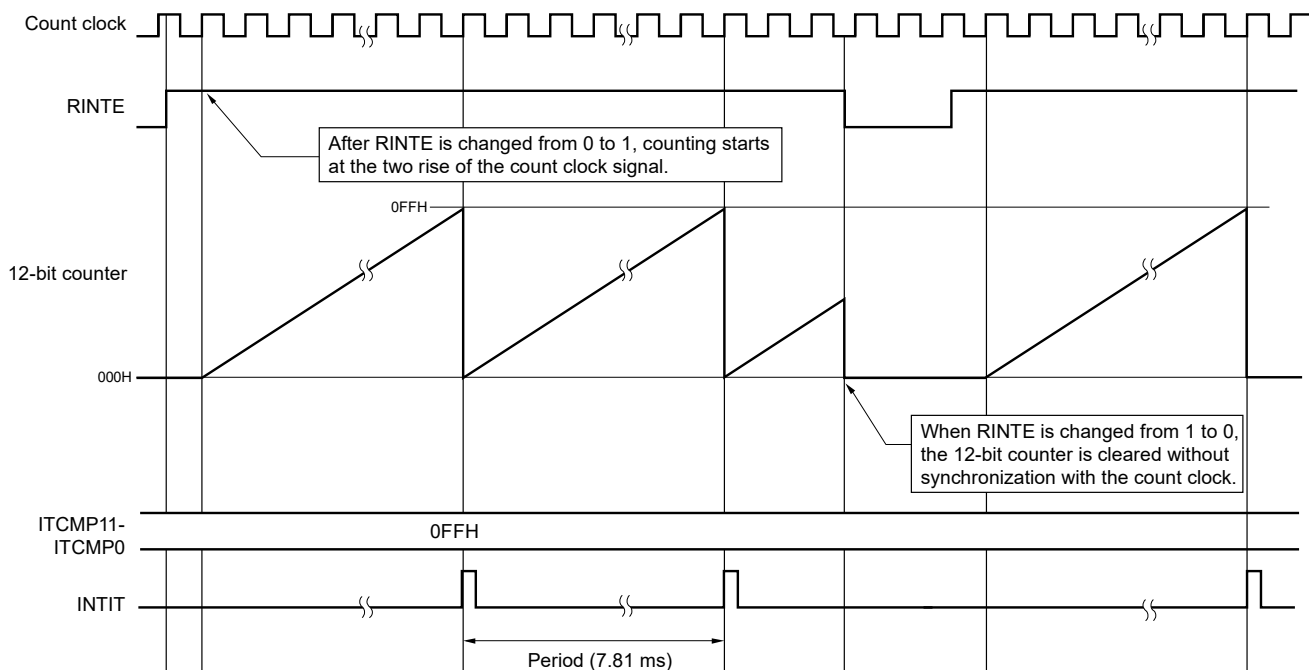 Count clock
RINTE
After RINTE is changed from 0 to 1, counting starts
at the two rise of the count clock signal.
0FFH
12-bit counter
000H
When RINTE is changed from 1 to 0,
the 12-bit counter is cleared without
synchronization with the count clock.
ITCMP11-
ITCMP0
0FFH
INTIT
Period (7.81 ms)